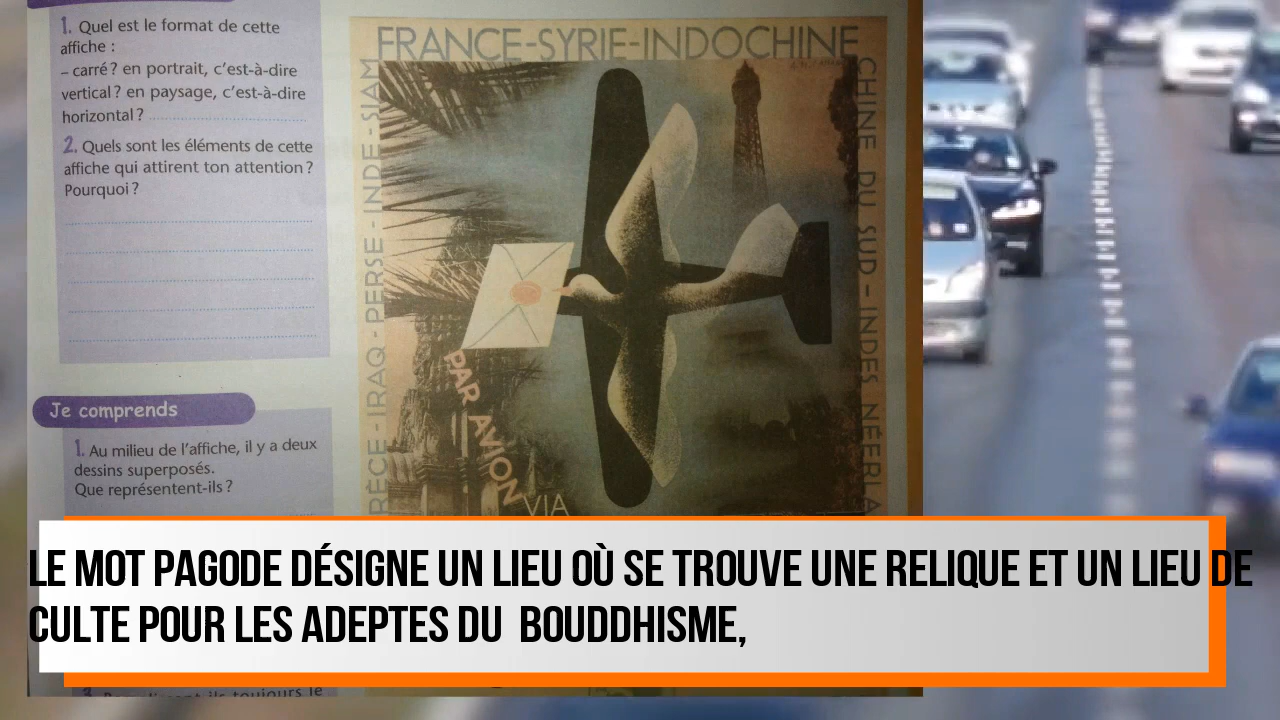 1. Quel est le format de cette
affiche :
– carré ? en portrait, c'est-à-dire
vertical ? en paysage, c'est-à-dire
horizontal ?
2. Quels sont les éléments de cette
affiche qui attirent ton attention ?
Pourquoi ?
Je comprends
1. Au milieu de l'affiche, il y a deux
dessins superposés.
Que représentent-ils ?
FRANCE-SYRIE-INDOCHINE
RÈCE - IRAQ - PERSE - INDE - SIAM
CHINE DU SUD – INDES NÉERLA
PAR AVION
VIA
LE MOT PAGODE DÉSIGNE UN LIEU OÙ SE TROUVE UNE RELIQUE ET UN LIEU DE
CULTE POUR LES ADEPTES DU BOUDDHISME,
3.